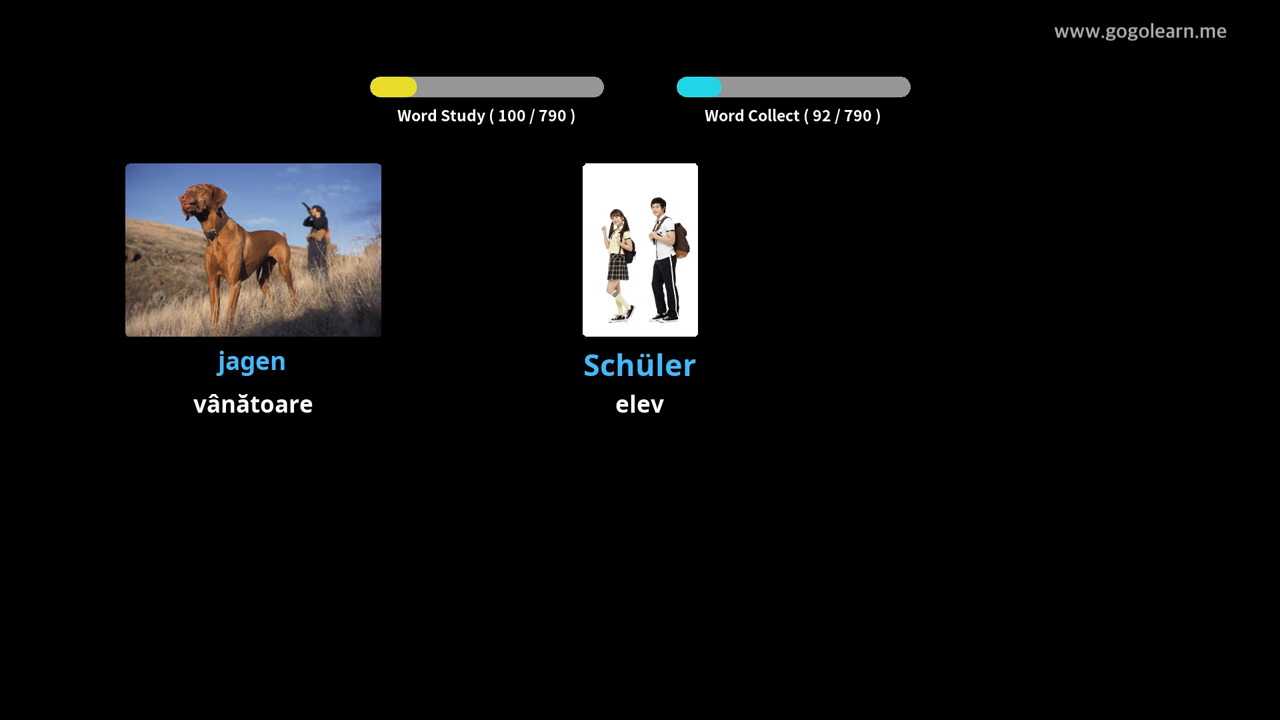 www.gogolearn.me
Word Study ( 100 / 790 )
Word Collect ( 92 / 790 )
jagen
vânătoare
Schüler
elev